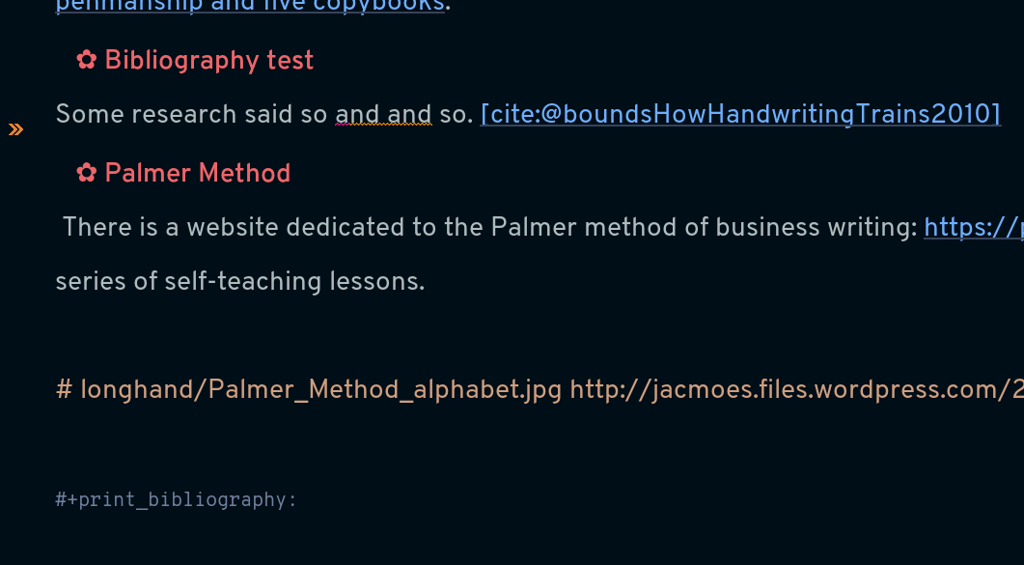 penmanship and five copybooks.
✿ Bibliography test
» Some research said so and and so. [cite:@boundsHowHandwritingTrains2010]
✿ Palmer Method
There is a website dedicated to the Palmer method of business writing: https://p
series of self-teaching lessons.
# longhand/Palmer_Method_alphabet.jpg http://jacmoes.files.wordpress.com/2
#+print_bibliography: